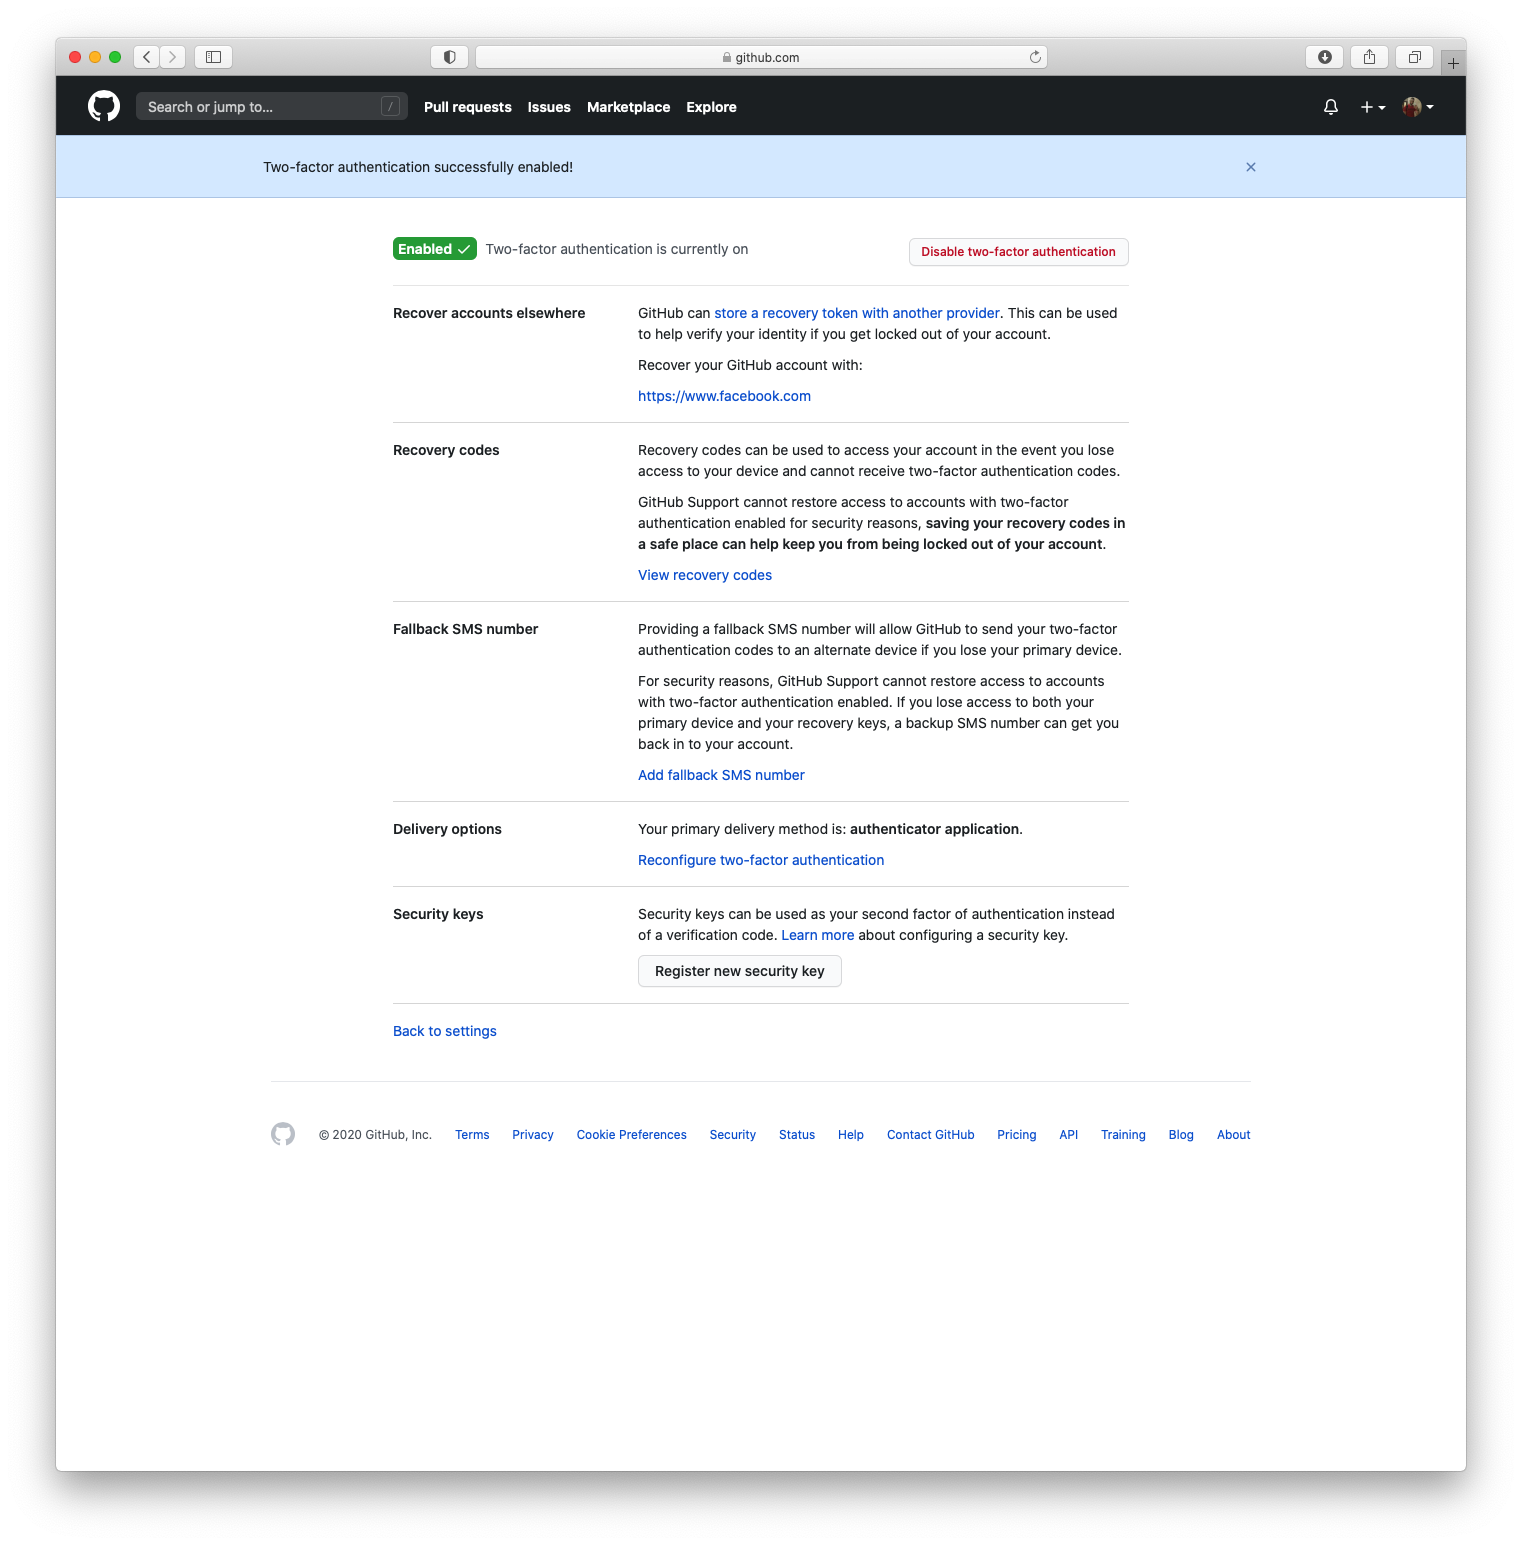 github.com
Search or jump to...
/
Pull requests
Issues
Marketplace
Explore
Two-factor authentication successfully enabled!
Enabled
Two-factor authentication is currently on
Disable two-factor authentication
Recover accounts elsewhere
GitHub can store a recovery token with another provider. This can be used
to help verify your identity if you get locked out of your account.
Recover your GitHub account with:
https://www.facebook.com
Recovery codes
Recovery codes can be used to access your account in the event you lose
access to your device and cannot receive two-factor authentication codes.
GitHub Support cannot restore access to accounts with two-factor
authentication enabled for security reasons, saving your recovery codes in
a safe place can help keep you from being locked out of your account.
View recovery codes
Fallback SMS number
Providing a fallback SMS number will allow GitHub to send your two-factor
authentication codes to an alternate device if you lose your primary device.
For security reasons, GitHub Support cannot restore access to accounts
with two-factor authentication enabled. If you lose access to both your
primary device and your recovery keys, a backup SMS number can get you
back in to your account.
Add fallback SMS number
Delivery options
Your primary delivery method is: authenticator application.
Reconfigure two-factor authentication
Security keys
Security keys can be used as your second factor of authentication instead
of a verification code. Learn more about configuring a security key.
Register new security key
Back to settings
© 2020 GitHub, Inc.
Terms
Privacy
Cookie Preferences
Security
Status
Help
Contact GitHub
Pricing
API
Training
Blog
About